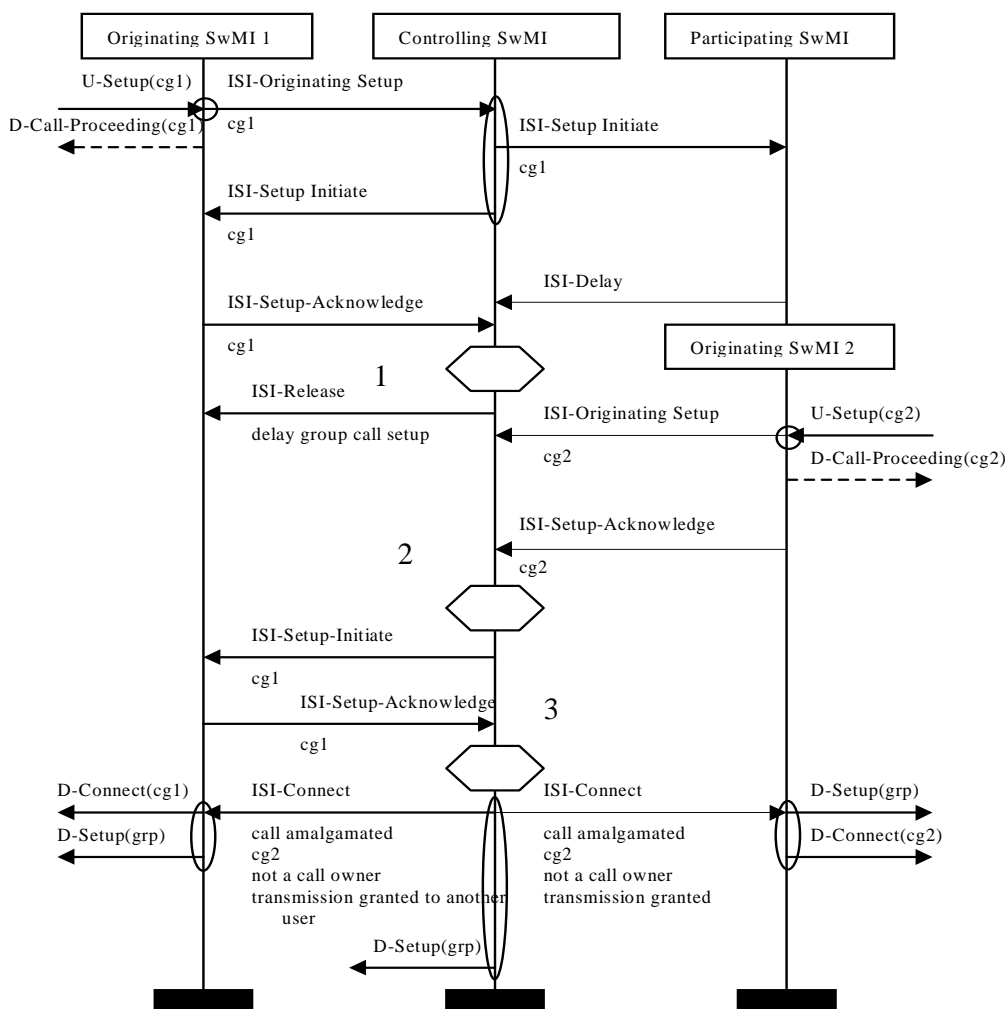 Originating SwMI 1
Controlling SwMI
Participating SwMI
U-Setup(cg1)
ISI-Originating Setup
cg1
D-Call-Proceeding(cg1)
ISI-Setup Initiate
cg1
ISI-Setup Initiate
cg1
ISI-Delay
ISI-Setup-Acknowledge
cg1
Originating SwMI 2
1
ISI-Release
delay group call setup
ISI-Originating Setup
cg2
U-Setup(cg2)
D-Call-Proceeding(cg2)
ISI-Setup-Acknowledge
cg2
2
ISI-Setup-Initiate
cg1
ISI-Setup-Acknowledge
cg1
3
D-Connect(cg1)
ISI-Connect
ISI-Connect
D-Setup(grp)
D-Setup(grp)
call amalgamated
cg2
not a call owner
transmission granted to another
user
call amalgamated
cg2
not a call owner
transmission granted
D-Connect(cg2)
D-Setup(grp)